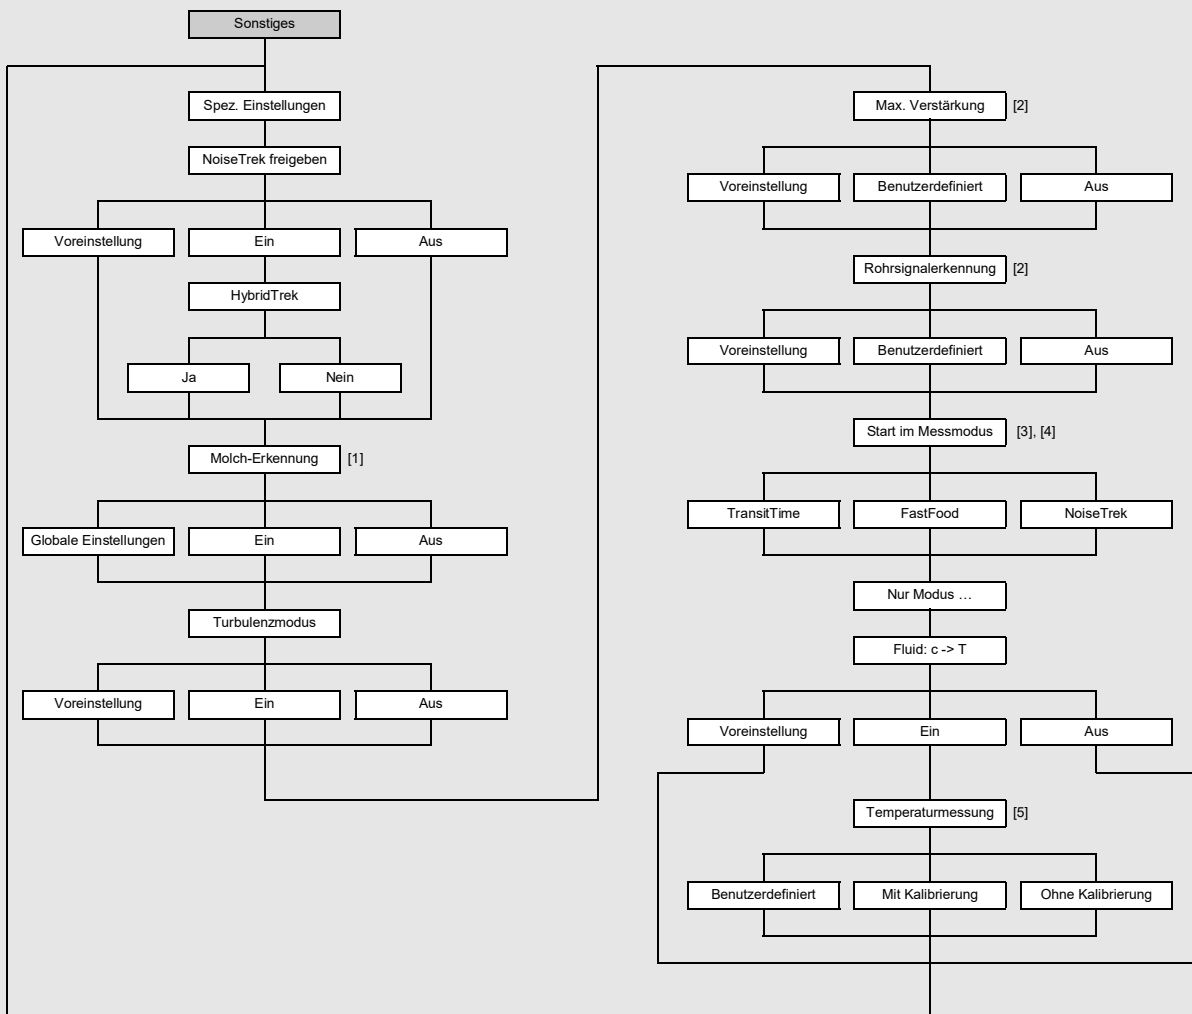 Sonstiges
Spez. Einstellungen
NoiseTrek freigeben
Voreinstellung
Ein
Aus
HybridTrek
Ja
Nein
Molch-Erkennung [1]
Globale Einstellungen
Ein
Aus
Turbulenzmodus
Voreinstellung
Ein
Aus
Max. Verstärkung [2]
Voreinstellung
Benutzerdefiniert
Aus
Rohrsignalerkennung [2]
Voreinstellung
Benutzerdefiniert
Aus
Start im Messmodus [3], [4]
TransitTime
FastFood
NoiseTrek
Nur Modus …
Fluid: c -> T
Voreinstellung
Ein
Aus
Temperaturmessung [5]
Benutzerdefiniert
Mit Kalibrierung
Ohne Kalibrierung